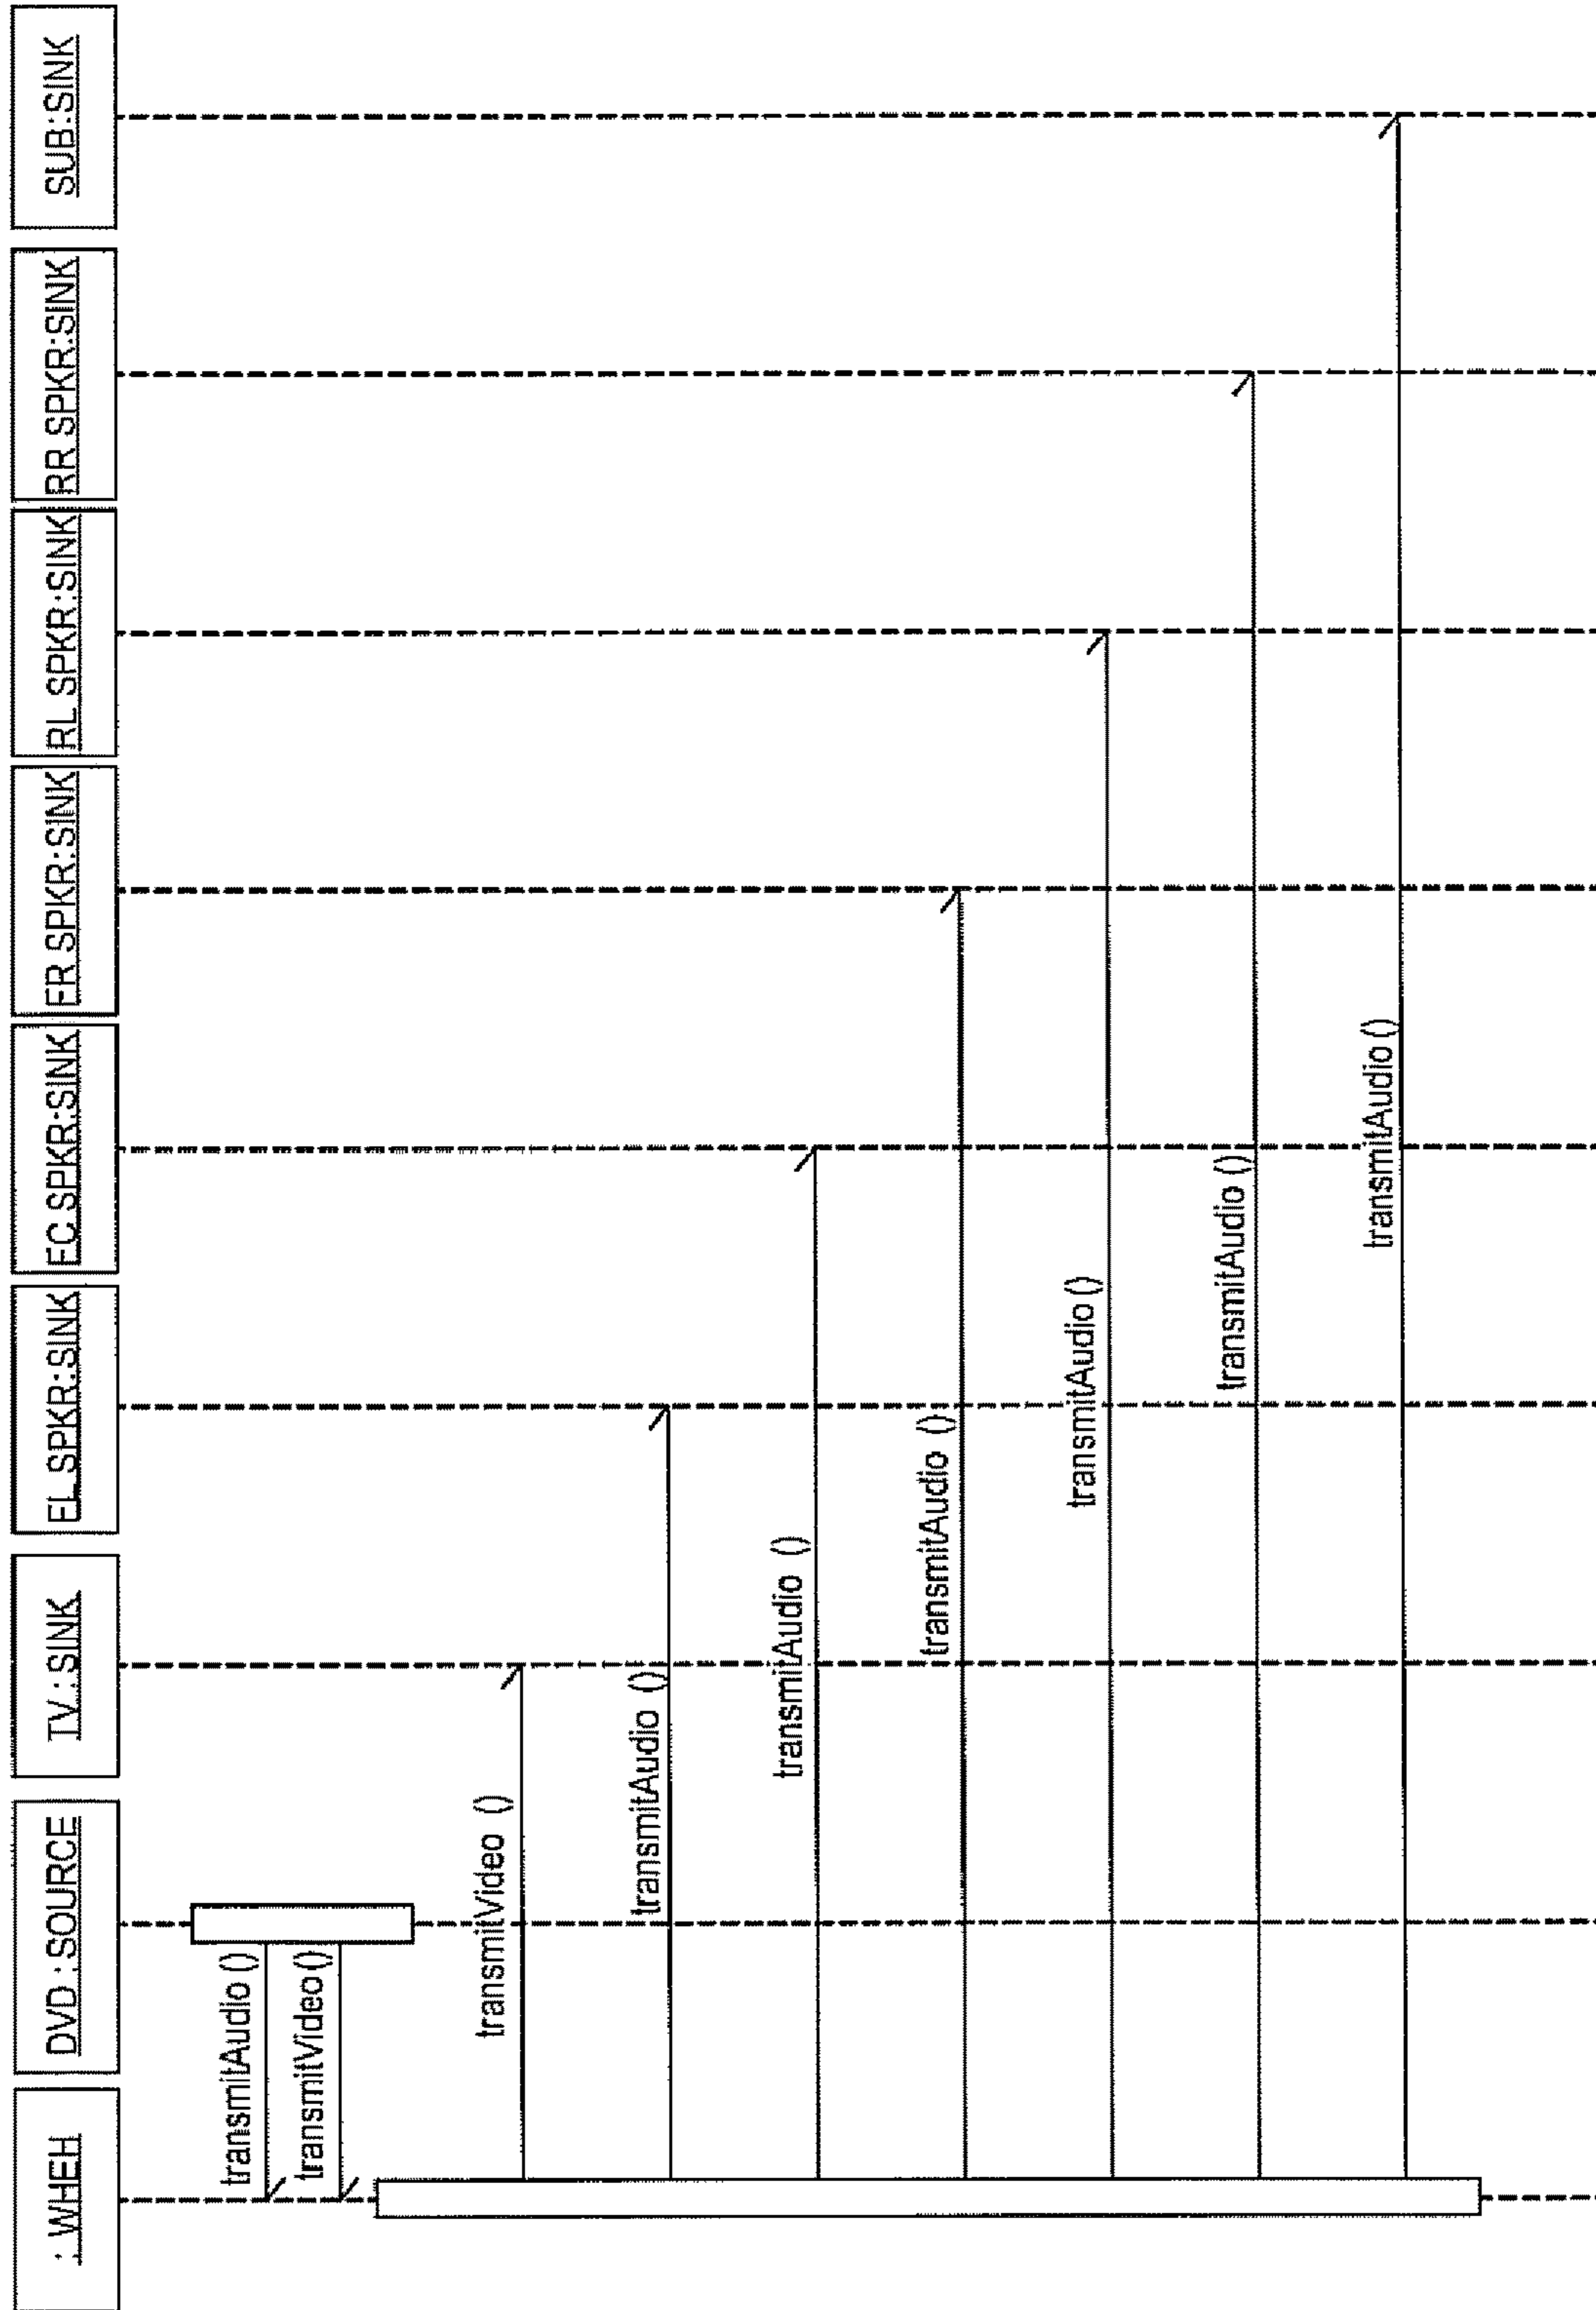 : WHEH
DVD :SOURCE
TV :SINK
FL SPKR:SINK
FC SPKR:SINK
FR SPKR:SINK
RL SPKR:SINK
RR SPKR:SINK
SUB:SINK
transmitAudio ()
transmitVideo ()
transmitVideo ()
transmitAudio ()
transmitAudio ()
transmitAudio ()
transmitAudio ()
transmitAudio ()
transmitAudio ()